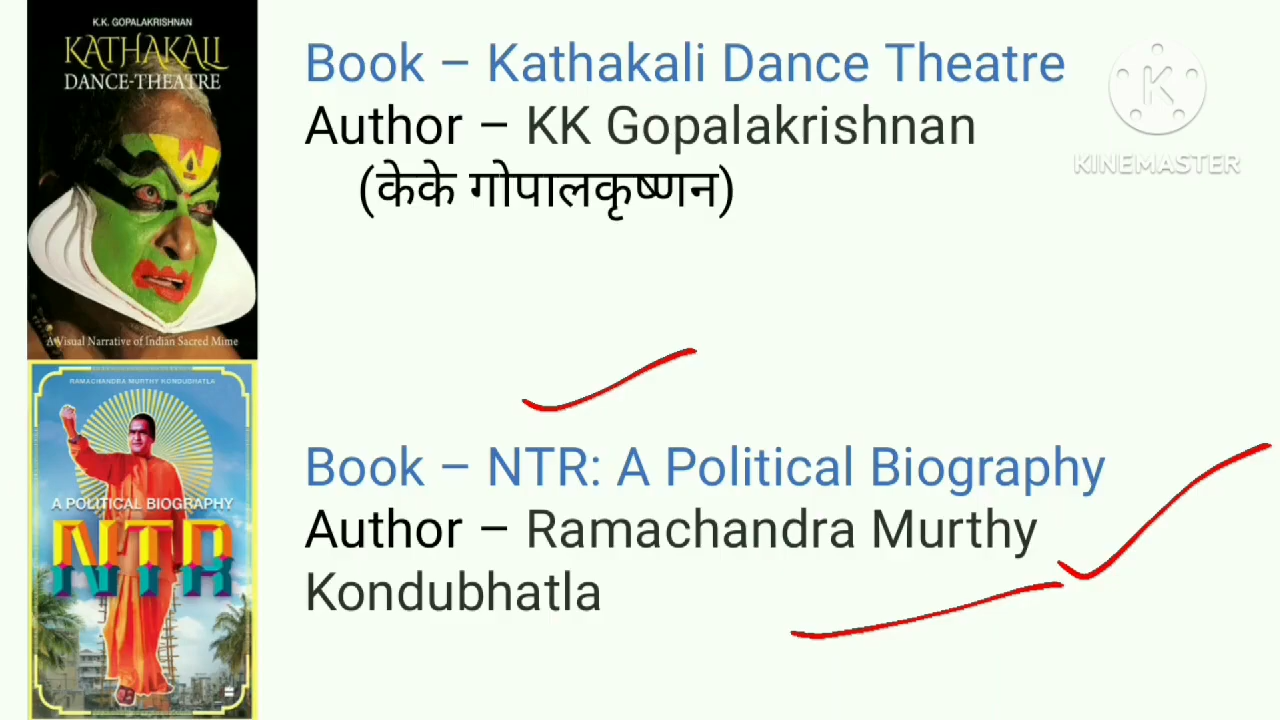 K.K. GOPALAKRISHNAN
KATHAKALI
DANCE-THEATRE
A Visual Narrative of Indian Sacred Mime
Book – Kathakali Dance Theatre
Author – KK Gopalakrishnan
(केके गोपालकृष्णन)
K
KINEMASTER
RAMACHANDRA MURTHY KONDUBHATLA
A POLITICAL BIOGRAPHY
NTR
Book – NTR: A Political Biography
Author – Ramachandra Murthy
Kondubhatla